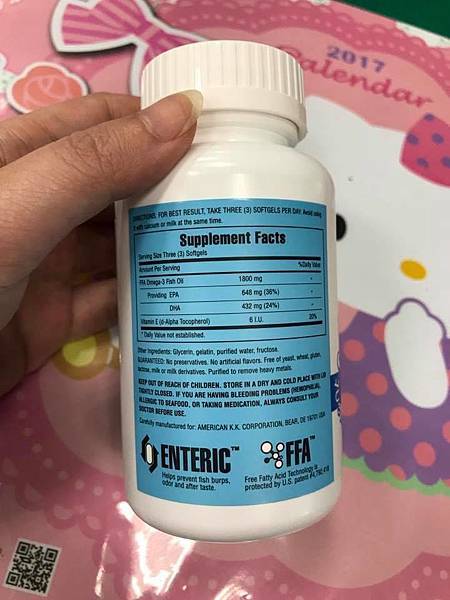 2017
Calendar
DIRECTIONS: FOR BEST RESULT, TAKE THREE (3) SOFTGELS PER DAY. Avoid using
it with calcium or milk at the same time.
Supplement Facts
Serving Size Three (3) Softgels
Amount Per Serving %Daily Value
FFA Omega-3 Fish Oil 1800 mg -
Providing EPA 648 mg (36%) -
DHA 432 mg (24%) -
Vitamin E (d-Alpha Tocopherol) 6 I.U. 20%
* Daily Value not established.
Other Ingredients: Glycerin, gelatin, purified water, fructose.
GUARANTEED: No preservatives. No artificial flavors. Free of yeast, wheat, gluten,
lactose, milk or milk derivatives. Purified to remove heavy metals.
KEEP OUT OF REACH OF CHILDREN. STORE IN A DRY AND COLD PLACE WITH LID
TIGHTLY CLOSED. IF YOU ARE HAVING BLEEDING PROBLEMS (HEMOPHILIA),
ALLERGIC TO SEAFOOD, OR TAKING MEDICATION, ALWAYS CONSULT YOUR
DOCTOR BEFORE USE.
Carefully manufactured for: AMERICAN K.K. CORPORATION, BEAR, DE 19701 USA
ENTERIC™
Helps prevent fish burps,
odor and after taste.
FFA™
Free Fatty Acid Technology is
protected by U.S. patent